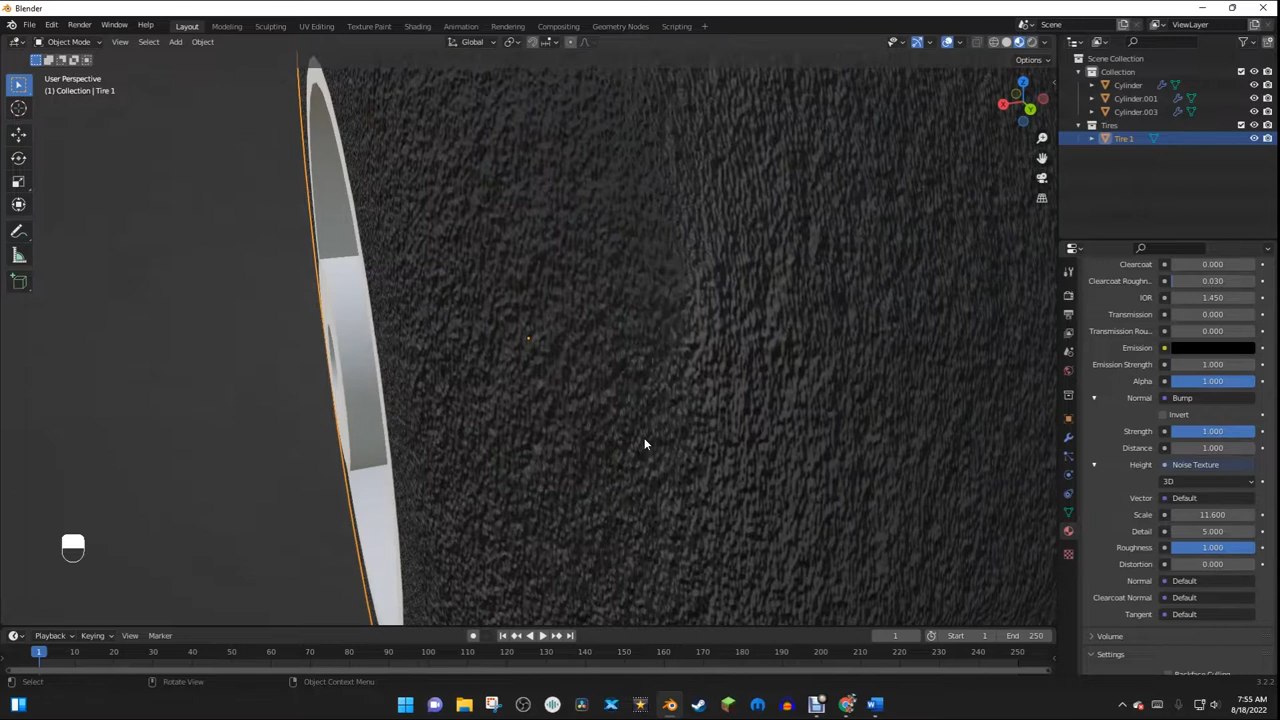 Blender
File Edit Render Window Help Layout Modeling Sculpting UV Editing Texture Paint Shading Animation Rendering Compositing Geometry Nodes Scripting + Scene ViewLayer
Object Mode View Select Add Object Global
Options
User Perspective
(1) Collection | Tire 1
X Y Z
Scene Collection
Collection
Cylinder
Cylinder.001
Cylinder.003
Tires
Tire 1
Clearcoat 0.000
Clearcoat Roughn.. 0.030
IOR 1.450
Transmission 0.000
Transmission Rou... 0.000
Emission
Emission Strength 1.000
Alpha 1.000
Normal Bump
Invert
Strength 1.000
Distance 1.000
Height Noise Texture
3D
Vector Default
Scale 11.600
Detail 5.000
Roughness 1.000
Distortion 0.000
Normal Default
Clearcoat Normal Default
Tangent Default
Volume
Settings
Backface Culling
Playback Keying View Marker 1 Start 1 End 250
1 10 20 30 40 50 60 70 80 90 100 110 120 130 140 150 160 170 180 190 200 210 220 230 240 250
Select Rotate View Object Context Menu 3.2.2
7:55 AM
8/18/2022